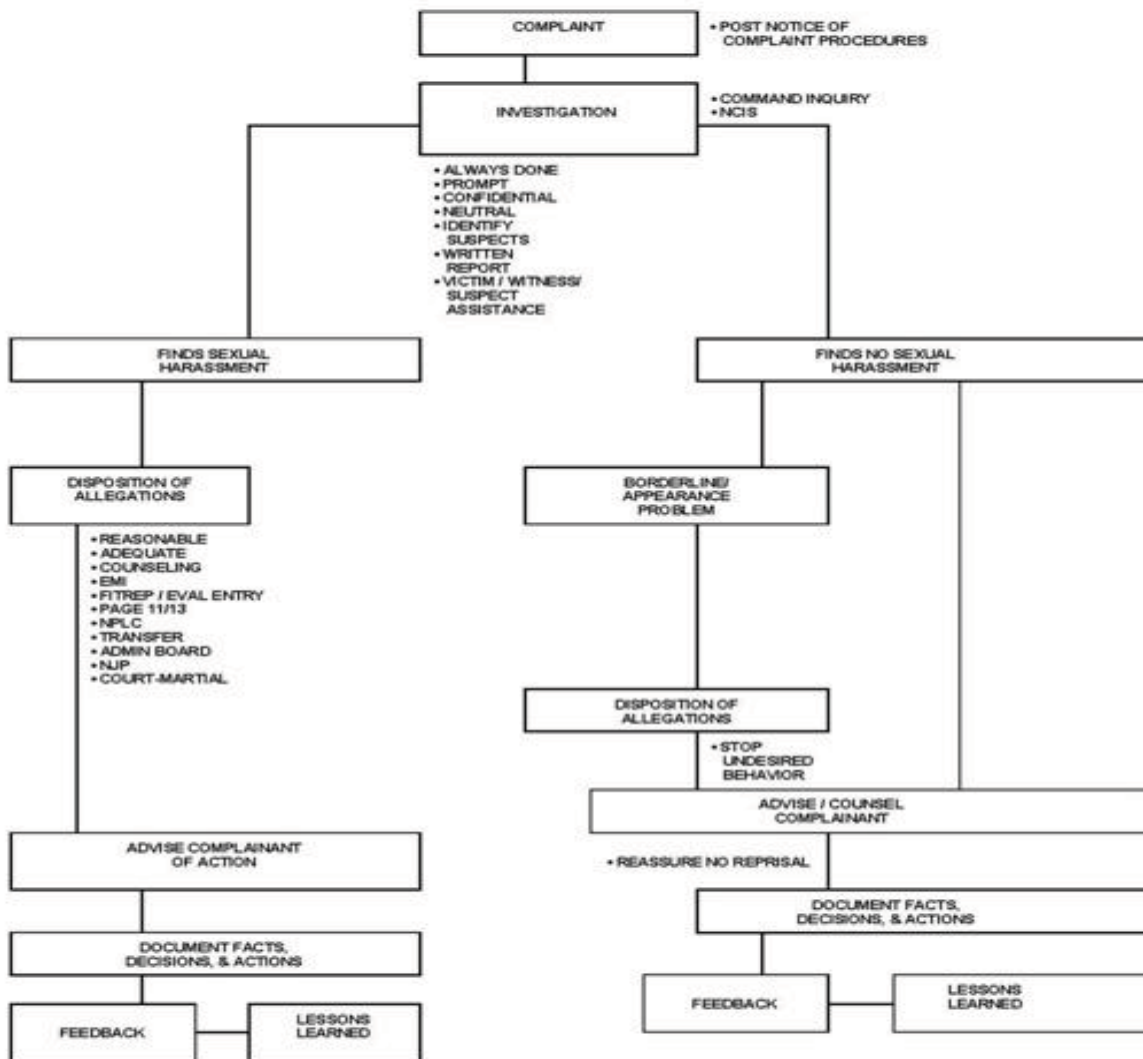 COMPLAINT
• POST NOTICE OF
COMPLAINT PROCEDURES
INVESTIGATION
• COMMAND INQUIRY
• NCIS
• ALWAYS DONE
• PROMPT
• CONFIDENTIAL
• NEUTRAL
• IDENTIFY
SUSPECTS
• WRITTEN
REPORT
• VICTIM / WITNESS/
SUSPECT
ASSISTANCE
FINDS SEXUAL
HARASSMENT
FINDS NO SEXUAL
HARASSMENT
DISPOSITION OF
ALLEGATIONS
• REASONABLE
• ADEQUATE
• COUNSELING
• EMI
• FITREP / EVAL ENTRY
• PAGE 11/13
• NPLC
• TRANSFER
• ADMIN BOARD
• NJP
• COURT-MARTIAL
BORDERLINE/
APPEARANCE
PROBLEM
DISPOSITION OF
ALLEGATIONS
• STOP
UNDESIRED
BEHAVIOR
ADVISE / COUNSEL
COMPLAINANT
• REASSURE NO REPRISAL
ADVISE COMPLAINANT
OF ACTION
DOCUMENT FACTS,
DECISIONS, & ACTIONS
DOCUMENT FACTS,
DECISIONS, & ACTIONS
FEEDBACK
LESSONS
LEARNED
FEEDBACK
LESSONS
LEARNED